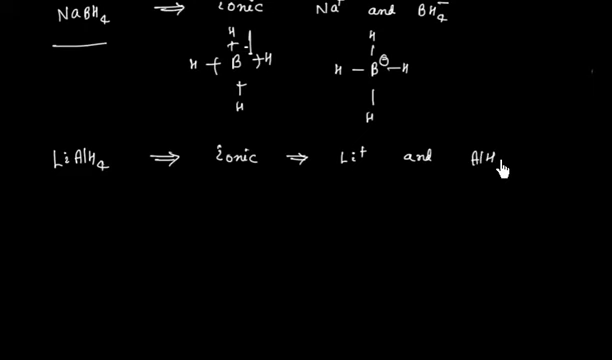 NaBH4 ⇒ Ionic Na+ and BH4−
H H
H + B + H H — B⊖ — H
H H
LiAlH4 ⇒ Ionic ⇒ Li+ and AlH